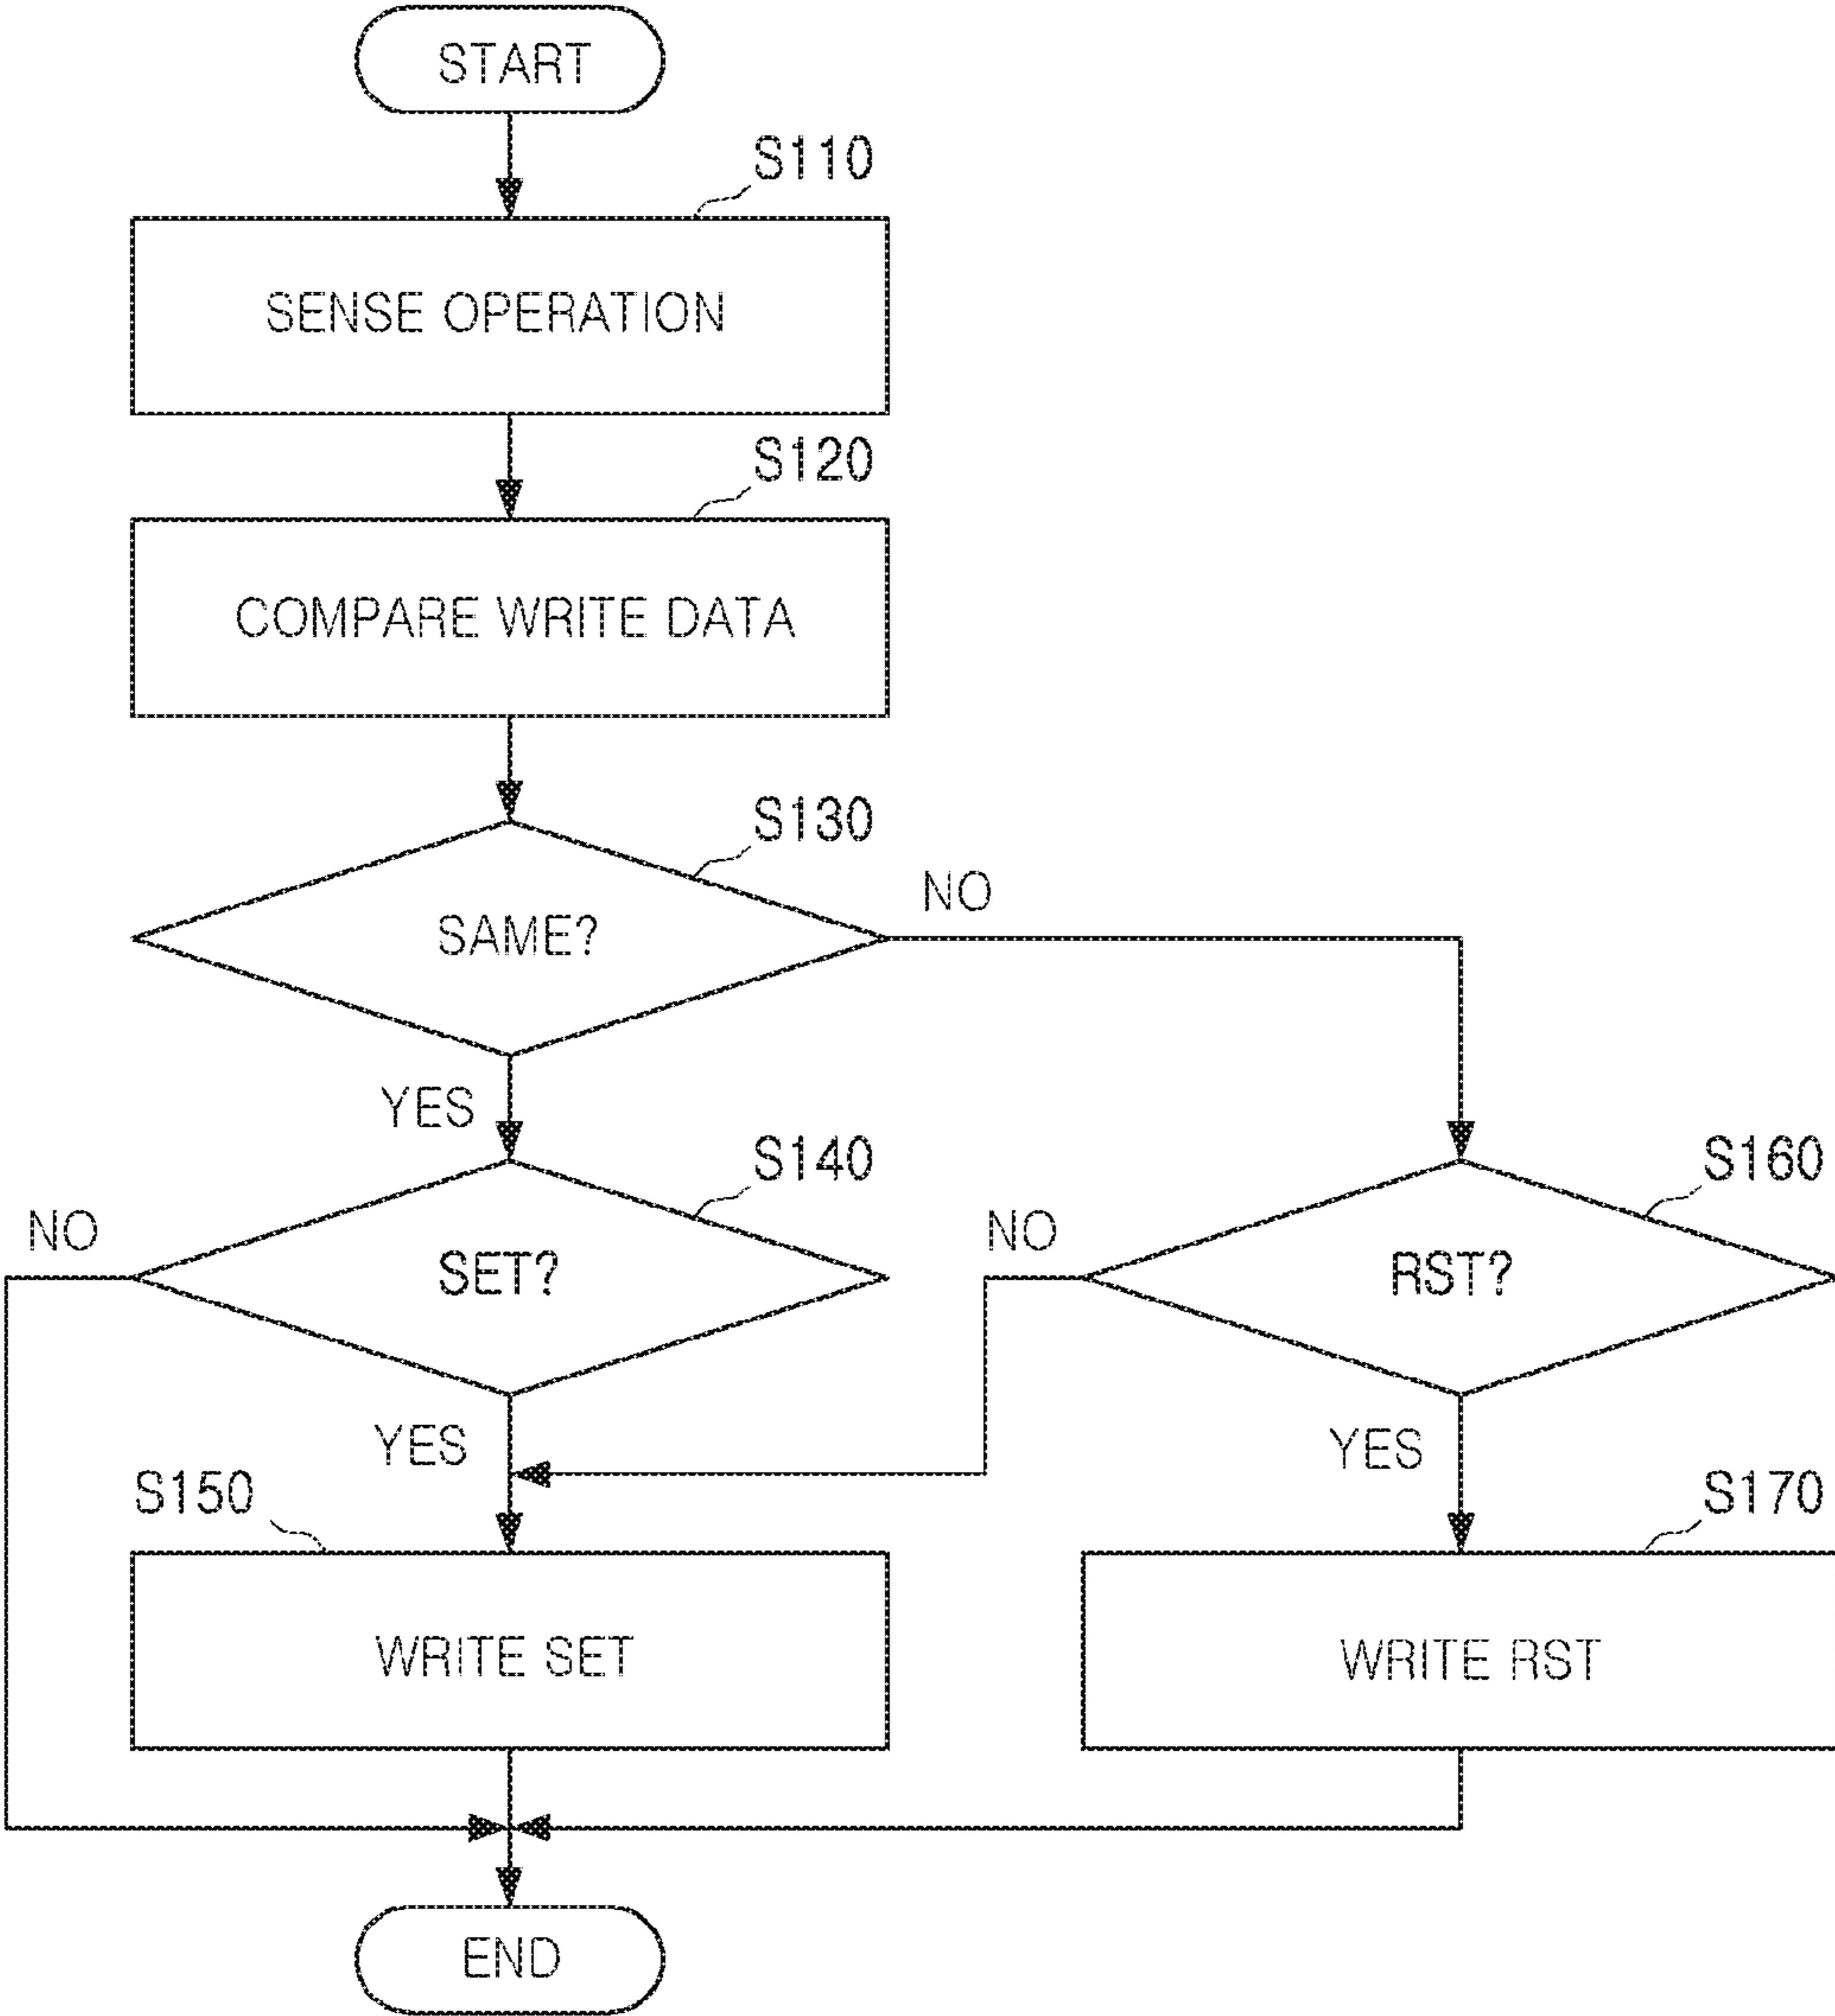 START
S110
SENSE OPERATION
S120
COMPARE WRITE DATA
S130
SAME?
NO
YES
S140
S160
NO
SET?
NO
RST?
YES
YES
S150
S170
WRITE SET
WRITE RST
END